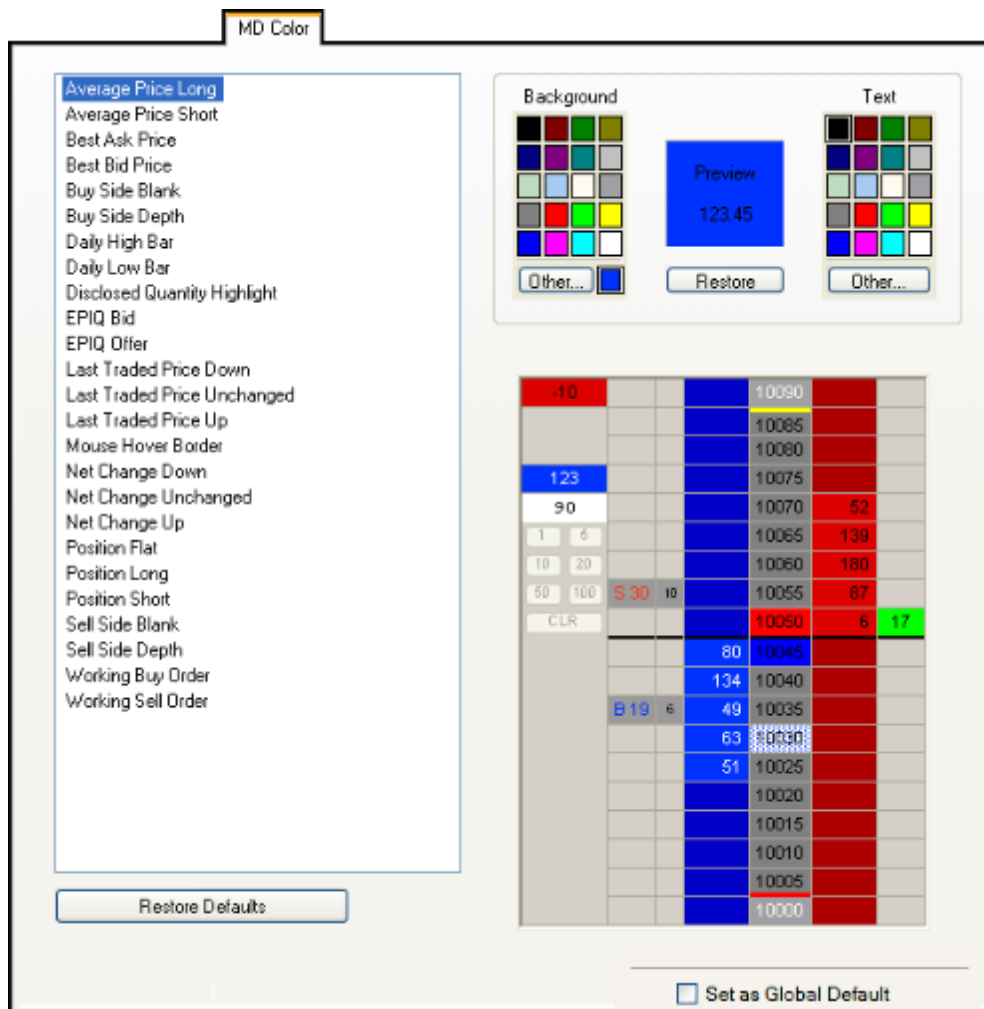 MD Color
Average Price Long
Average Price Short
Best Ask Price
Best Bid Price
Buy Side Blank
Buy Side Depth
Daily High Bar
Daily Low Bar
Disclosed Quantity Highlight
EPIQ Bid
EPIQ Offer
Last Traded Price Down
Last Traded Price Unchanged
Last Traded Price Up
Mouse Hover Border
Net Change Down
Net Change Unchanged
Net Change Up
Position Flat
Position Long
Position Short
Sell Side Blank
Sell Side Depth
Working Buy Order
Working Sell Order
Restore Defaults
Background Text
Preview
123.45
Other... Restore Other...
-10 10090
10085
10080
123 10075
90 10070 52
1 5 10065 139
10 20 10060 180
50 100 S 30 10 10055 87
CLR 10050 6 17
80 10045
134 10040
B 19 6 49 10035
63 10030
51 10025
10020
10015
10010
10005
10000
Set as Global Default